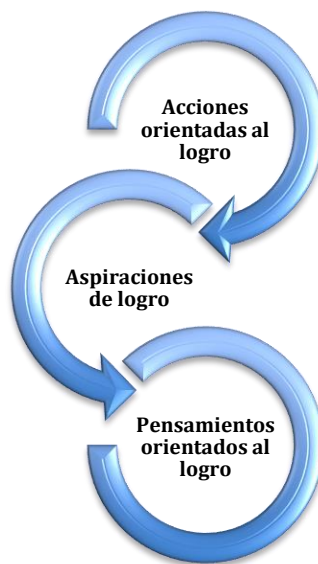 Acciones
orientadas al
logro
Aspiraciones
de logro
Pensamientos
orientados al
logro